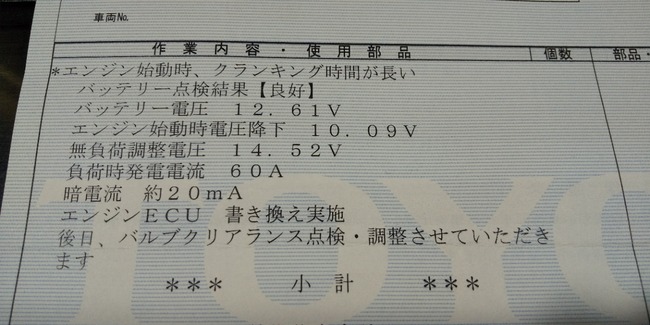 車両No.
作業内容・使用部品 個数 部品・
*エンジン始動時、クランキング時間が長い
バッテリー点検結果【良好】
バッテリー電圧 12.61V
エンジン始動時電圧降下 10.09V
無負荷調整電圧 14.52V
負荷時発電電流 60A
暗電流 約20mA
エンジンECU 書き換え実施
後日、バルブクリアランス点検・調整させていただき
ます
*** 小計 ***
TOYO